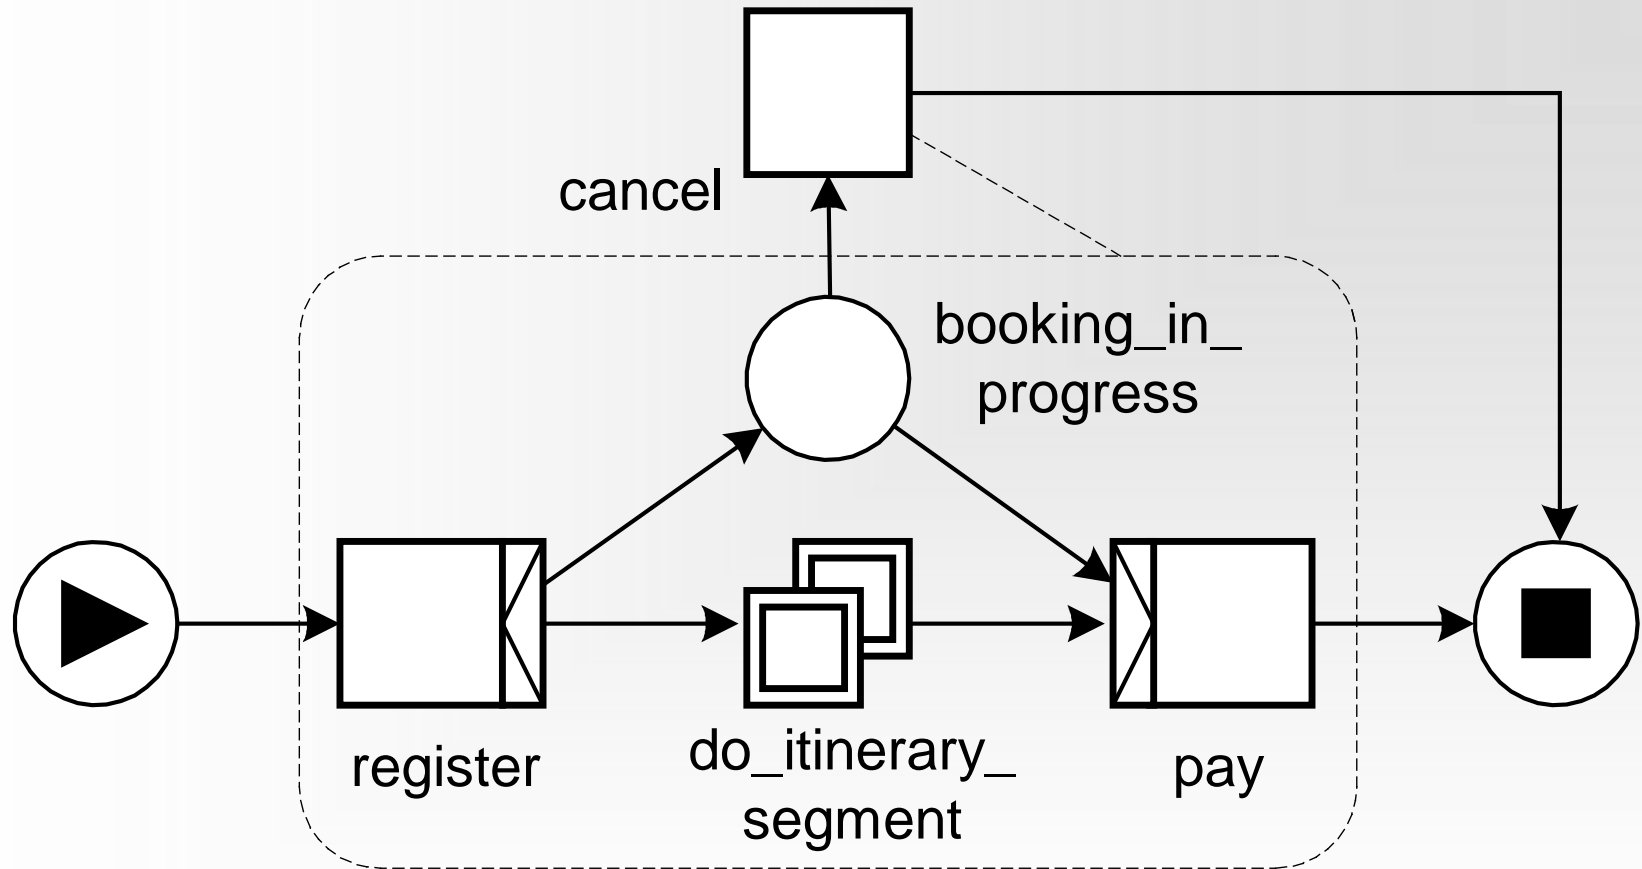 cancel
booking_in_
progress
register
do_itinerary_
segment
pay